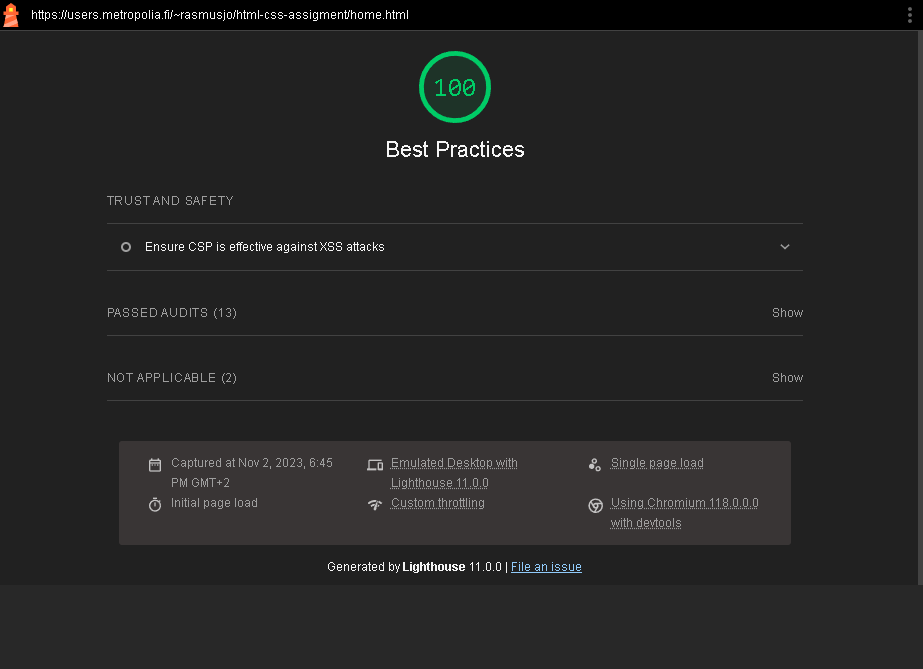 https://users.metropolia.fi/~rasmusjo/html-css-assigment/home.html
100
Best Practices
TRUST AND SAFETY
Ensure CSP is effective against XSS attacks
PASSED AUDITS (13) Show
NOT APPLICABLE (2) Show
Captured at Nov 2, 2023, 6:45
PM GMT+2
Emulated Desktop with
Lighthouse 11.0.0
Single page load
Initial page load
Custom throttling
Using Chromium 118.0.0.0
with devtools
Generated by Lighthouse 11.0.0 | File an issue